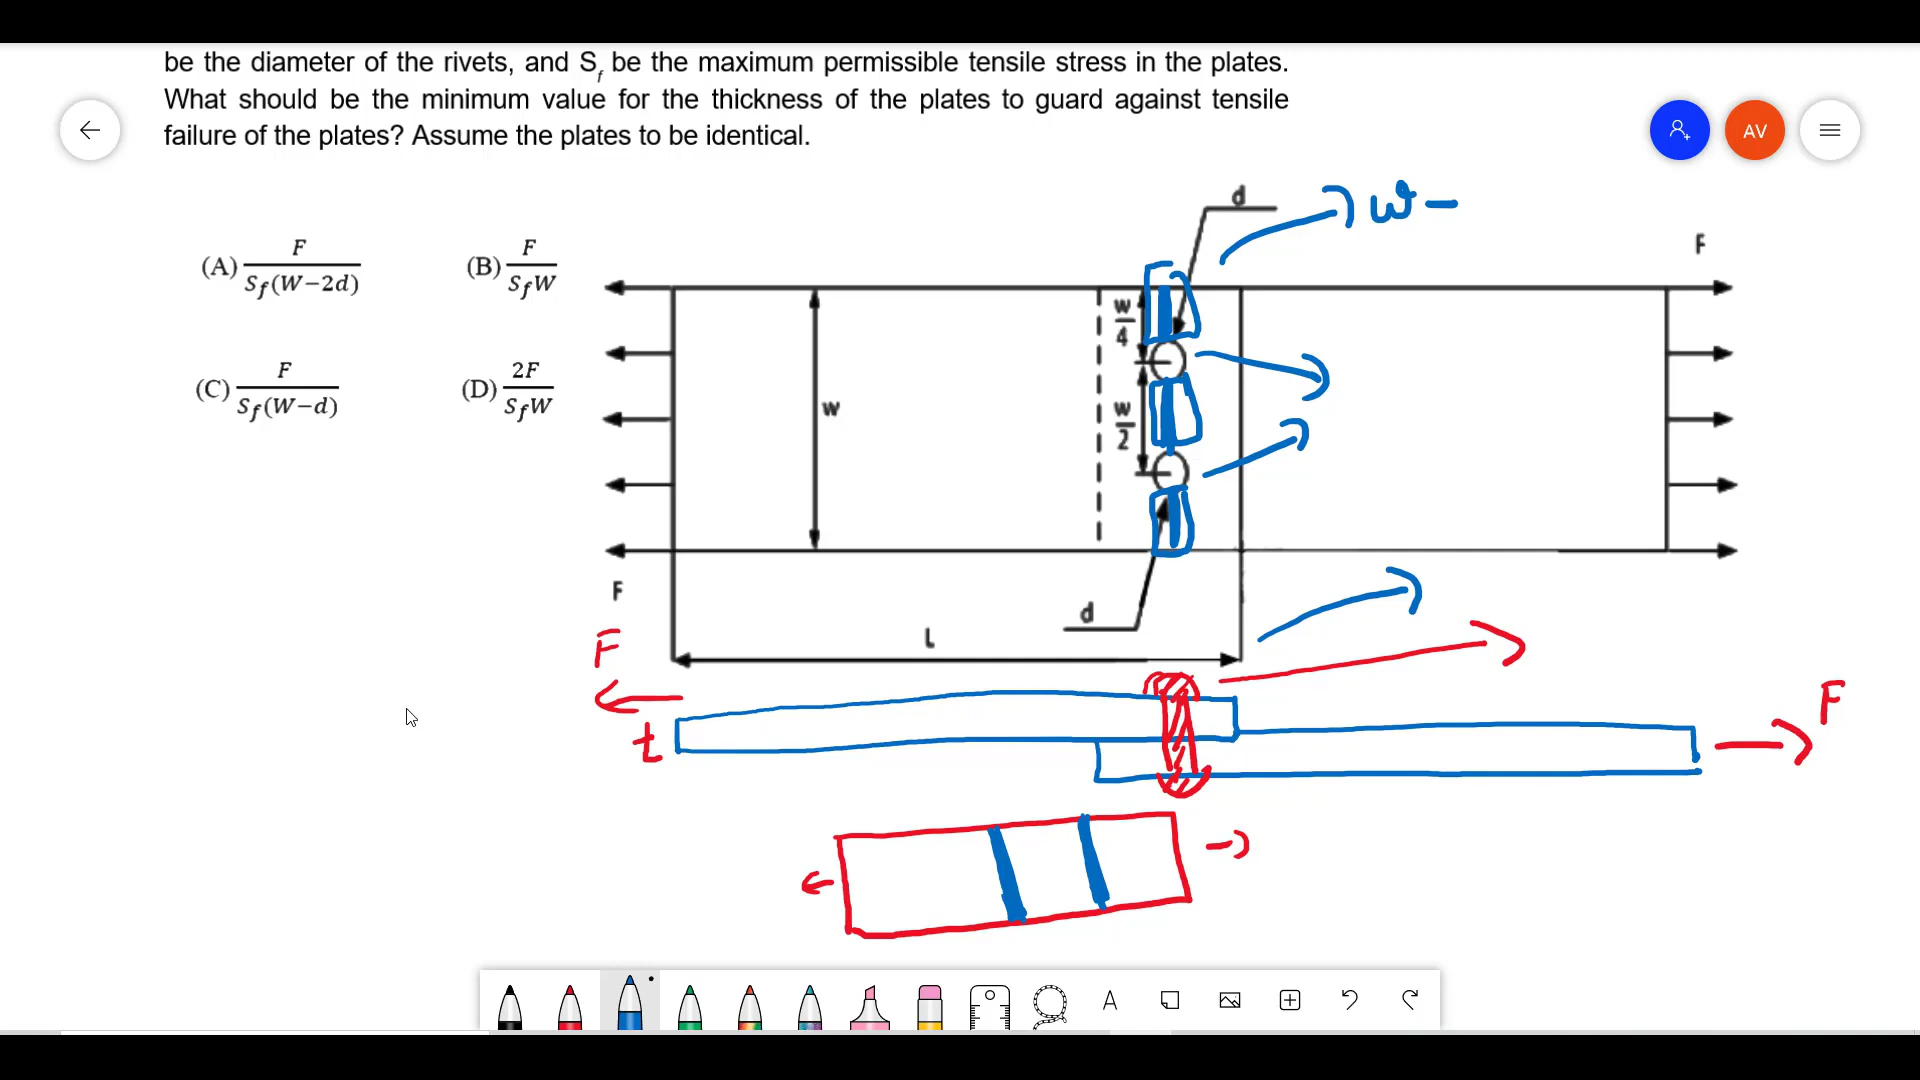 be the diameter of the rivets, and S_f be the maximum permissible tensile stress in the plates.
What should be the minimum value for the thickness of the plates to guard against tensile
failure of the plates? Assume the plates to be identical.
AV
(A) F / S_f(W−2d)
(B) F / S_fW
(C) F / S_f(W−d)
(D) 2F / S_fW
d
w −
F
w/4
w
w/2
F
d
L
F
t
F
A